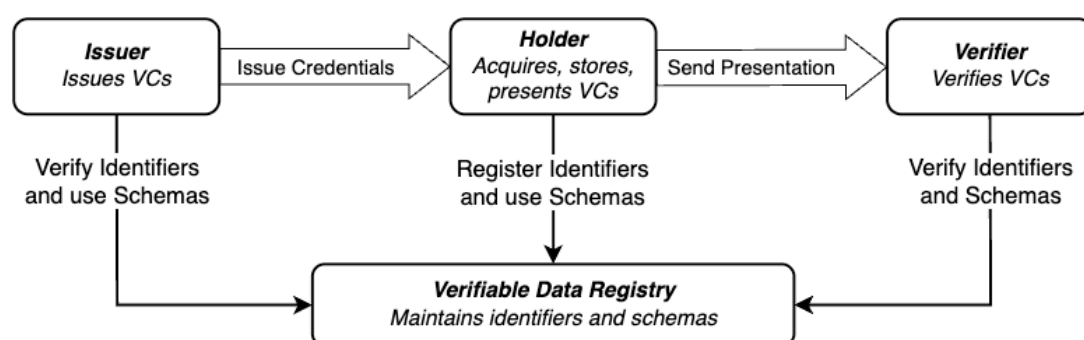 Issuer
Issues VCs
Issue Credentials
Holder
Acquires, stores,
presents VCs
Send Presentation
Verifier
Verifies VCs
Verify Identifiers
and use Schemas
Register Identifiers
and use Schemas
Verify Identifiers
and Schemas
Verifiable Data Registry
Maintains identifiers and schemas